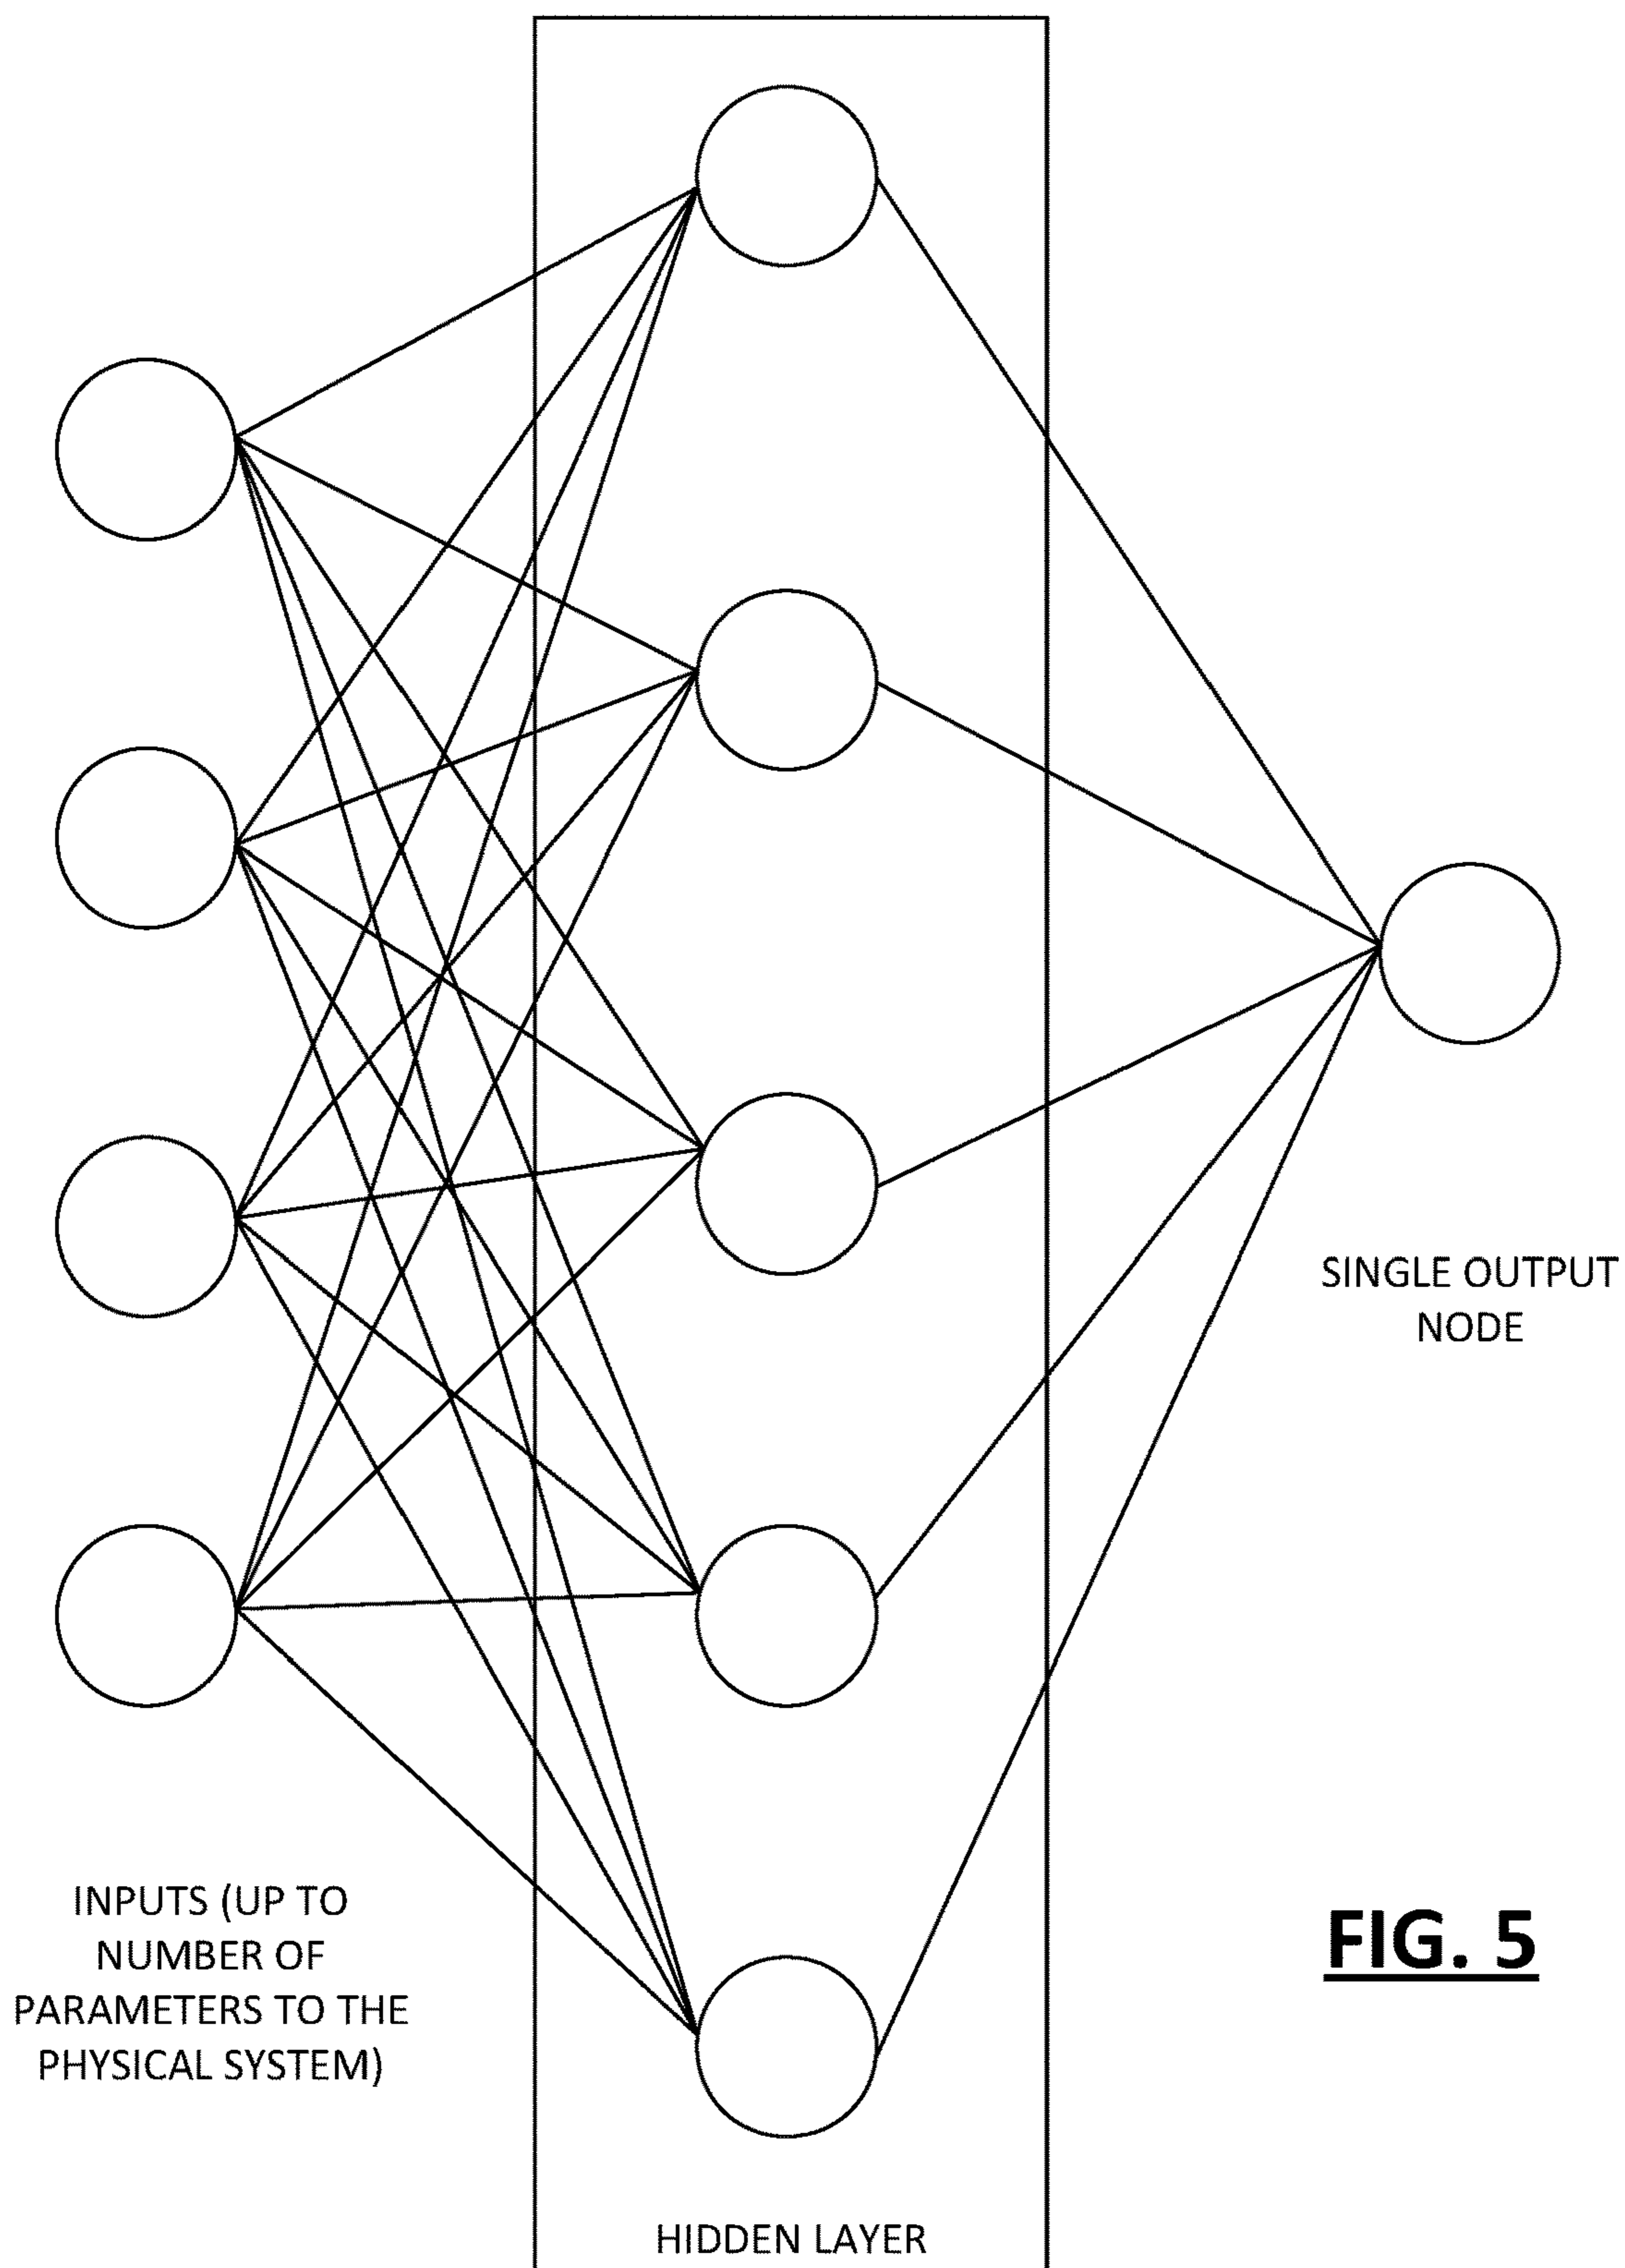 SINGLE OUTPUT
NODE
INPUTS (UP TO
NUMBER OF
PARAMETERS TO THE
PHYSICAL SYSTEM)
FIG. 5
HIDDEN LAYER